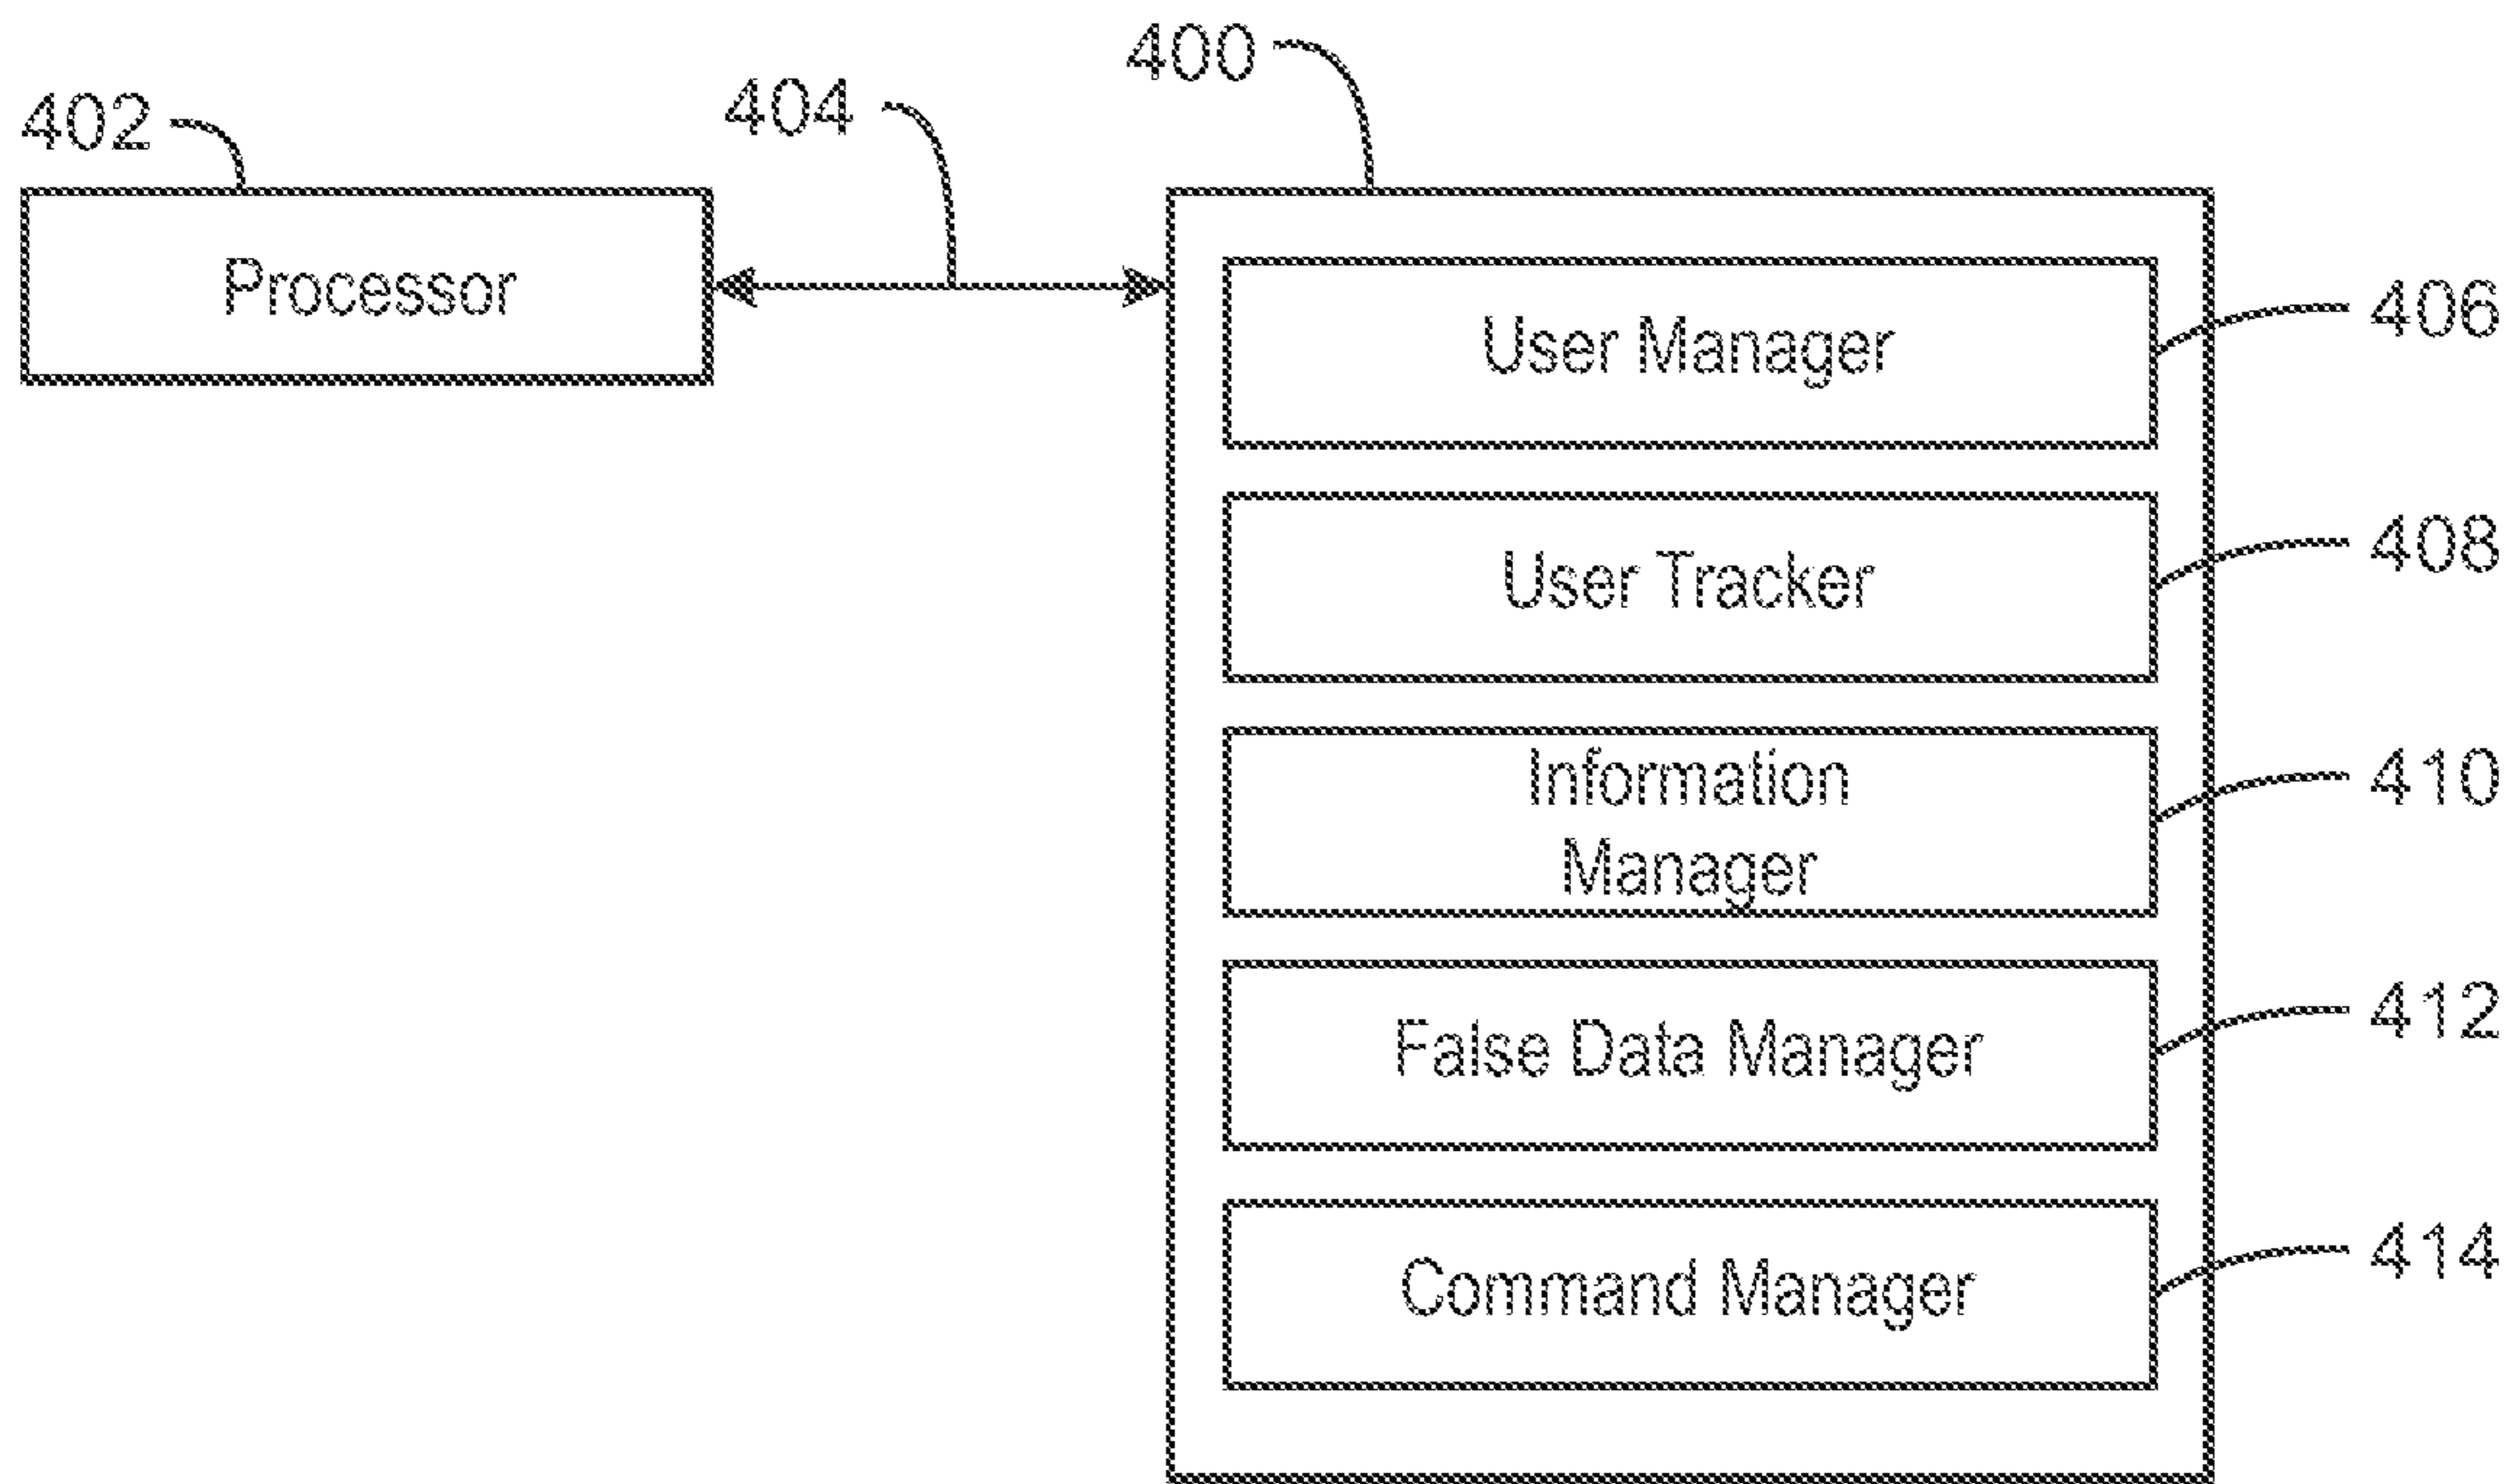 400
404
402
Processor
User Manager
406
User Tracker
408
Information
Manager
410
False Data Manager
412
Command Manager
414